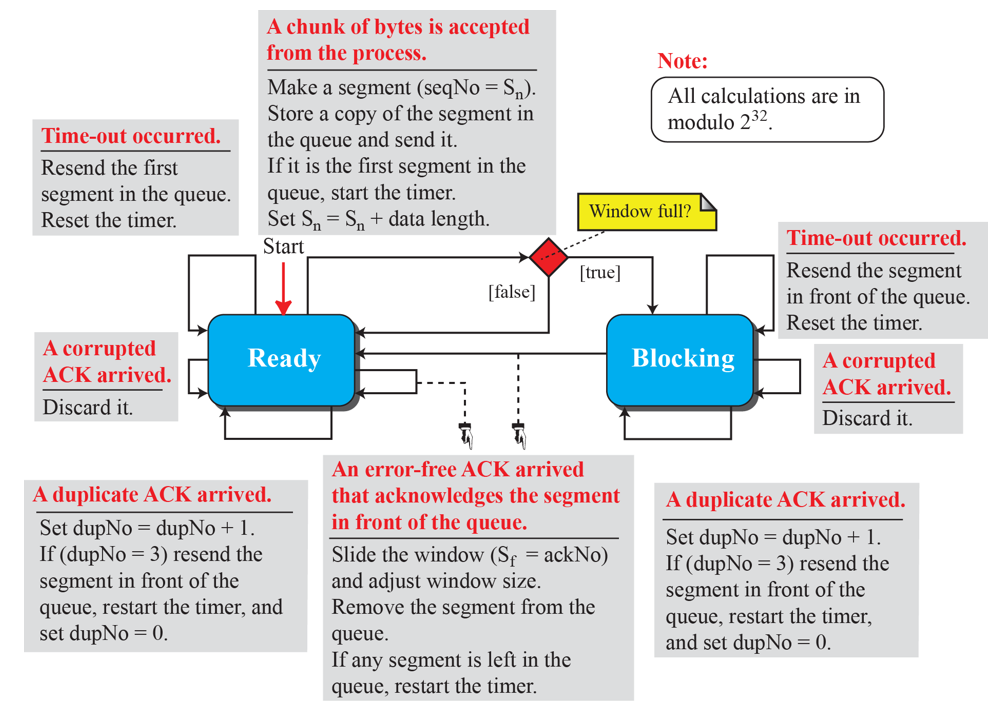 A chunk of bytes is accepted
from the process.
Make a segment (seqNo = Sn).
Store a copy of the segment in
the queue and send it.
If it is the first segment in the
queue, start the timer.
Set Sn = Sn + data length.
Note:
All calculations are in
modulo 2^32.
Time-out occurred.
Resend the first
segment in the queue.
Reset the timer.
Start
Window full?
[false]
[true]
Time-out occurred.
Resend the segment
in front of the queue.
Reset the timer.
Ready
Blocking
A corrupted
ACK arrived.
Discard it.
A corrupted
ACK arrived.
Discard it.
A duplicate ACK arrived.
Set dupNo = dupNo + 1.
If (dupNo = 3) resend the
segment in front of the
queue, restart the timer, and
set dupNo = 0.
An error-free ACK arrived
that acknowledges the segment
in front of the queue.
Slide the window (Sf = ackNo)
and adjust window size.
Remove the segment from the
queue.
If any segment is left in the
queue, restart the timer.
A duplicate ACK arrived.
Set dupNo = dupNo + 1.
If (dupNo = 3) resend the
segment in front of the
queue, restart the timer,
and set dupNo = 0.